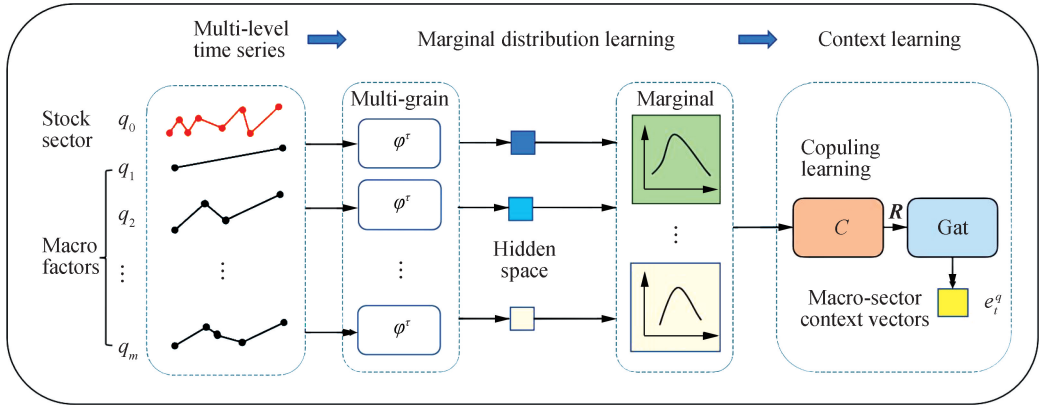 Multi-level
time series
Marginal distribution learning
Context learning
Stock
sector
q0
q1
q2
Macro
factors
⋮
qm
⋮
Multi-grain
φτ
φτ
⋮
φτ
Hidden
space
Marginal
⋮
Copuling
learning
C
R
Gat
Macro-sector
context vectors
e_t^q